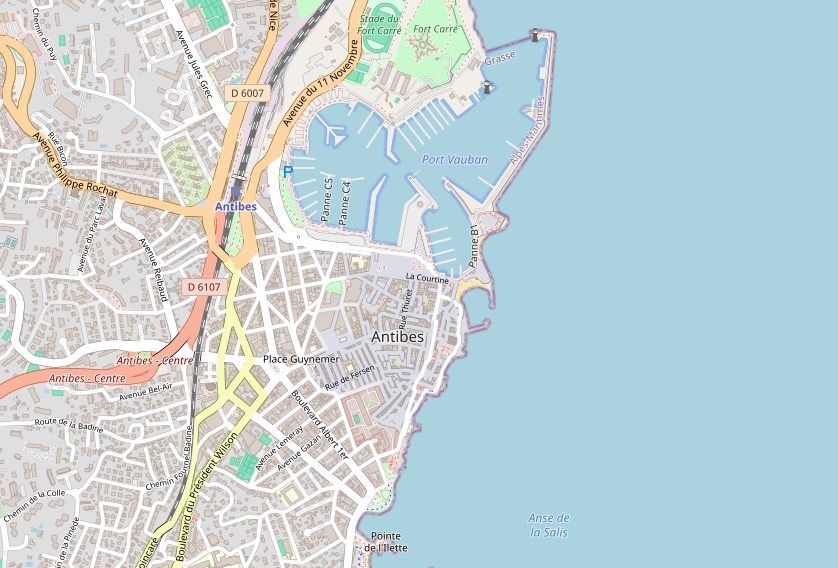 Chemin du Puy
de Nice
Stade du
Fort Carré
Fort Carré
Avenue Jules Grec
Avenue du 11 Novembre
Grasse
D 6007
Alpes-Maritimes
Rue Bicon
Port Vauban
Avenue Philippe Rochat
P
Panne C5
Panne C4
Antibes
Avenue du Parc Laval
Panne B1
Avenue Reibaud
La Courtine
D 6107
Rue Thuret
Antibes
Antibes - Centre
Place Guynemer
Antibes - Centre
Rue de Fersen
Avenue Bel-Air
Boulevard Albert 1er
Route de la Badine
Avenue Lemeray
Avenue Gazan
Chemin Fournel Badine
Boulevard du Président Wilson
Chemin de la Colle
Anse de
la Salis
Pointe
de l'Ilette
n de la Pinède
oincaré